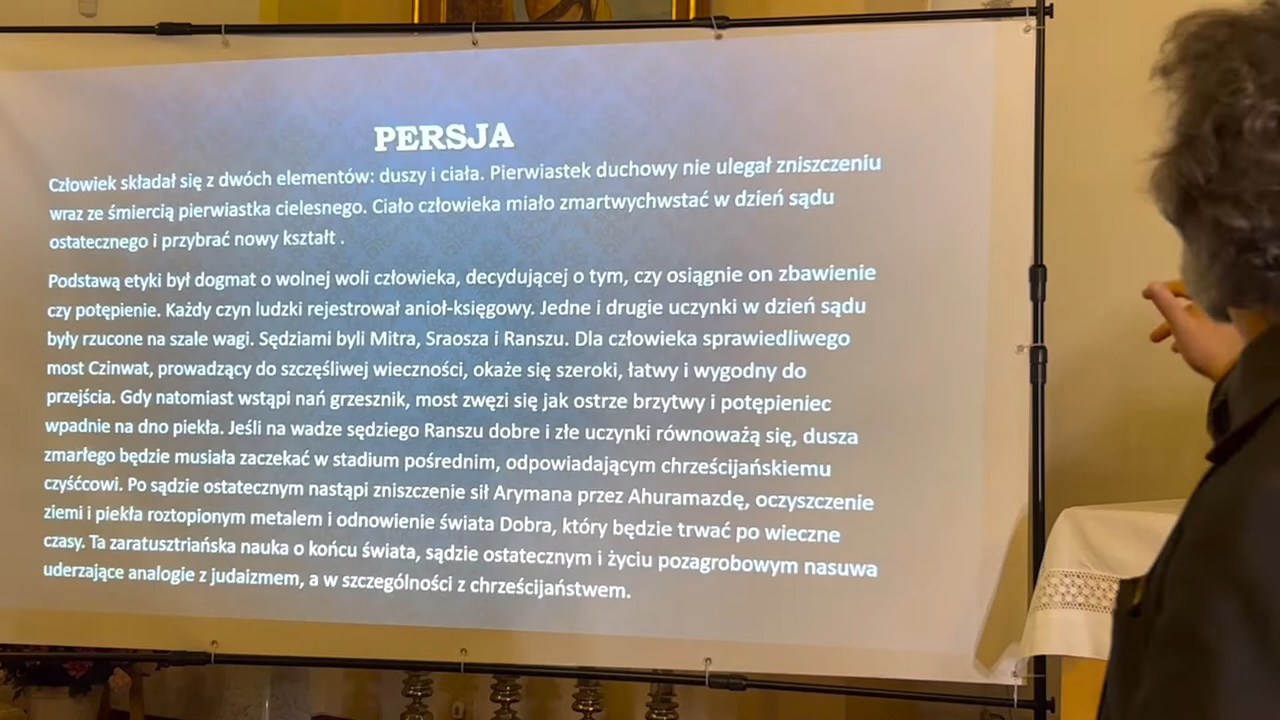 PERSJA
Człowiek składał się z dwóch elementów: duszy i ciała. Pierwiastek duchowy nie ulegał zniszczeniu
wraz ze śmiercią pierwiastka cielesnego. Ciało człowieka miało zmartwychwstać w dzień sądu
ostatecznego i przybrać nowy kształt .
Podstawą etyki był dogmat o wolnej woli człowieka, decydującej o tym, czy osiągnie on zbawienie
czy potępienie. Każdy czyn ludzki rejestrował anioł-księgowy. Jedne i drugie uczynki w dzień sądu
były rzucone na szale wagi. Sędziami byli Mitra, Sraosza i Ranszu. Dla człowieka sprawiedliwego
most Czinwat, prowadzący do szczęśliwej wieczności, okaże się szeroki, łatwy i wygodny do
przejścia. Gdy natomiast wstąpi nań grzesznik, most zwęzi się jak ostrze brzytwy i potępieniec
wpadnie na dno piekła. Jeśli na wadze sędziego Ranszu dobre i złe uczynki równoważą się, dusza
zmarłego będzie musiała zaczekać w stadium pośrednim, odpowiadającym chrześcijańskiemu
czyśćcowi. Po sądzie ostatecznym nastąpi zniszczenie sił Arymana przez Ahuramazdę, oczyszczenie
ziemi i piekła roztopionym metalem i odnowienie świata Dobra, który będzie trwać po wieczne
czasy. Ta zaratusztriańska nauka o końcu świata, sądzie ostatecznym i życiu pozagrobowym nasuwa
uderzające analogie z judaizmem, a w szczególności z chrześcijaństwem.